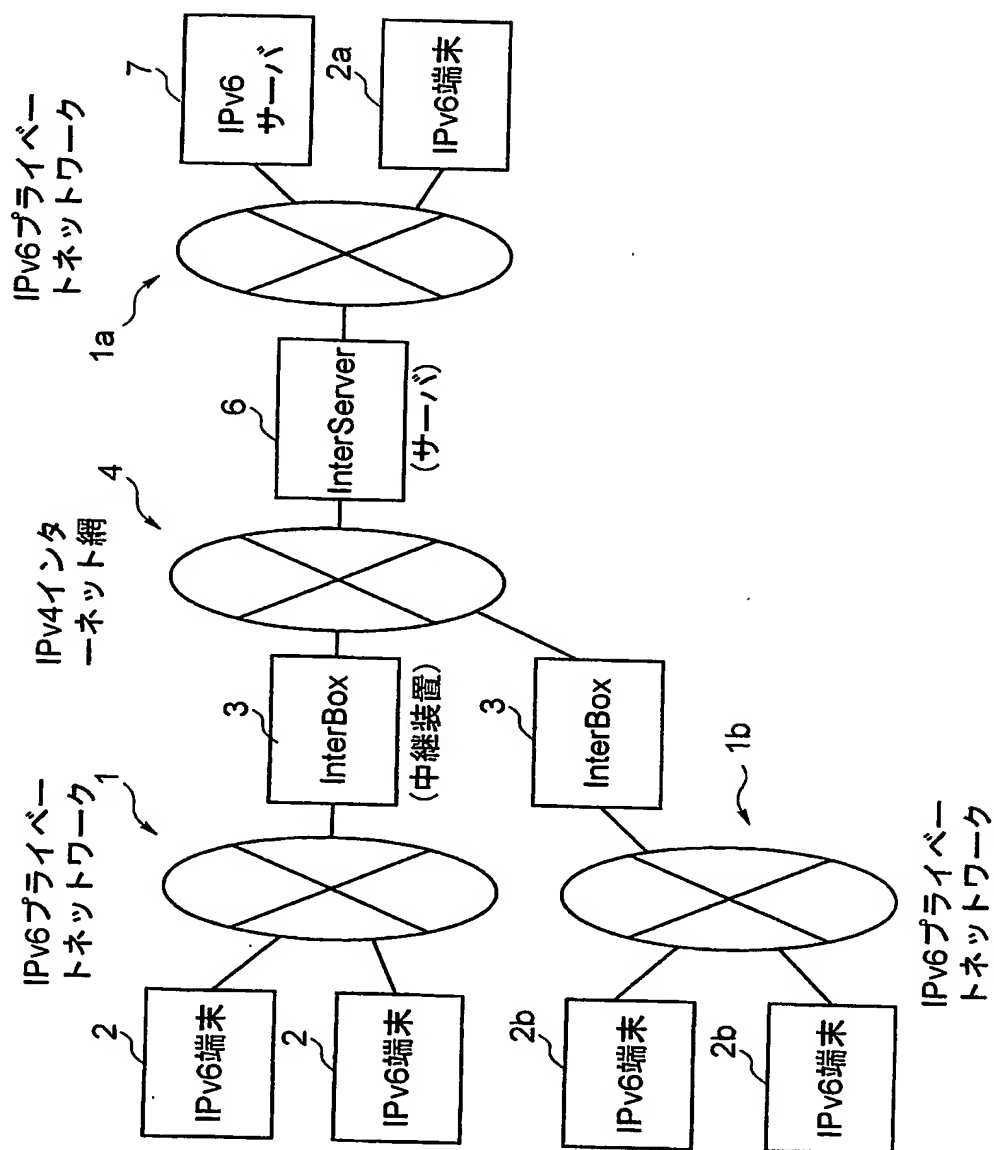 IPv6プライベー
トネットワーク
1
2
IPv6端末
2
IPv6端末
3
InterBox
(中継装置)
IPv4インタ
ーネット網
4
6
InterServer
(サーバ)
IPv6プライベー
トネットワーク
1a
7
IPv6
サーバ
2a
IPv6端末
3
InterBox
1b
2b
IPv6端末
2b
IPv6端末
IPv6プライベー
トネットワーク